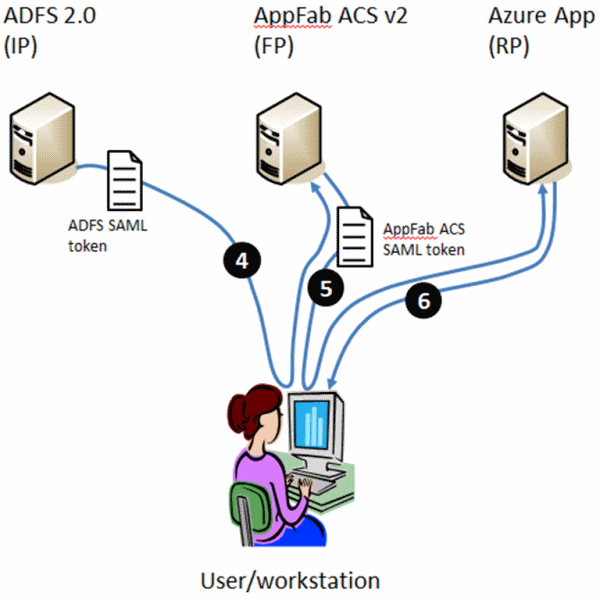 ADFS 2.0
(IP)
AppFab ACS v2
(FP)
Azure App
(RP)
ADFS SAML
token
AppFab ACS
SAML token
4
5
6
User/workstation